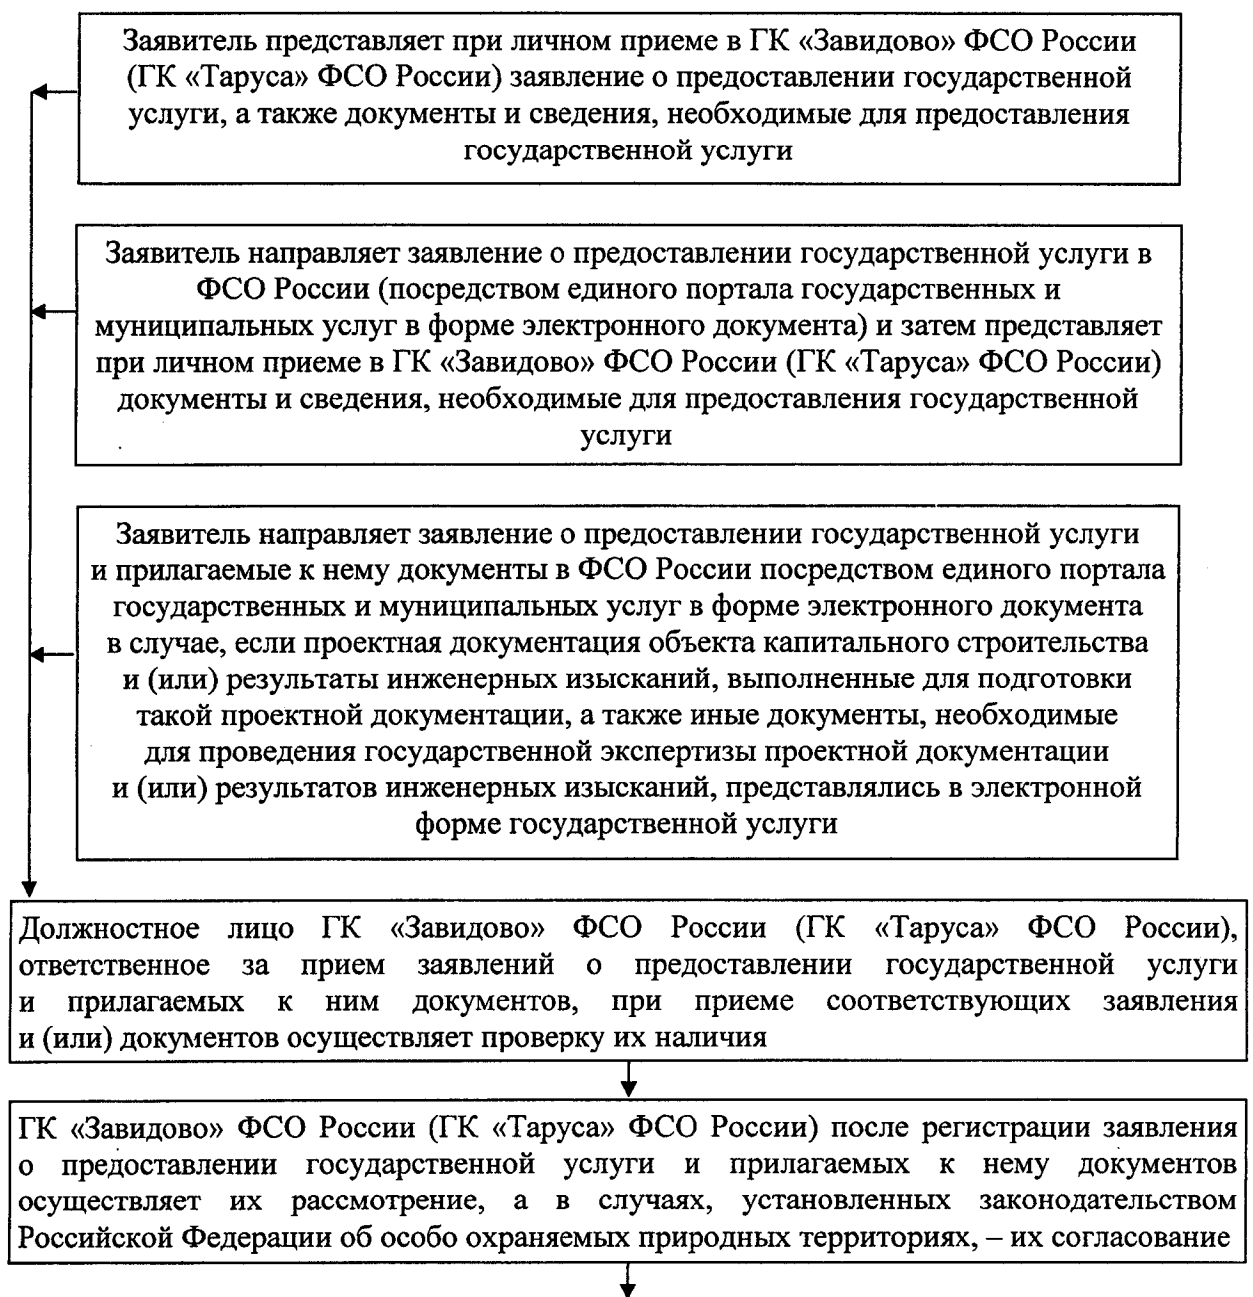 Заявитель представляет при личном приеме в ГК «Завидово» ФСО России
(ГК «Таруса» ФСО России) заявление о предоставлении государственной
услуги, а также документы и сведения, необходимые для предоставления
государственной услуги
Заявитель направляет заявление о предоставлении государственной услуги в
ФСО России (посредством единого портала государственных и
муниципальных услуг в форме электронного документа) и затем представляет
при личном приеме в ГК «Завидово» ФСО России (ГК «Таруса» ФСО России)
документы и сведения, необходимые для предоставления государственной
услуги
Заявитель направляет заявление о предоставлении государственной услуги
и прилагаемые к нему документы в ФСО России посредством единого портала
государственных и муниципальных услуг в форме электронного документа
в случае, если проектная документация объекта капитального строительства
и (или) результаты инженерных изысканий, выполненные для подготовки
такой проектной документации, а также иные документы, необходимые
для проведения государственной экспертизы проектной документации
и (или) результатов инженерных изысканий, представлялись в электронной
форме государственной услуги
Должностное лицо ГК «Завидово» ФСО России (ГК «Таруса» ФСО России),
ответственное за прием заявлений о предоставлении государственной услуги
и прилагаемых к ним документов, при приеме соответствующих заявления
и (или) документов осуществляет проверку их наличия
ГК «Завидово» ФСО России (ГК «Таруса» ФСО России) после регистрации заявления
о предоставлении государственной услуги и прилагаемых к нему документов
осуществляет их рассмотрение, а в случаях, установленных законодательством
Российской Федерации об особо охраняемых природных территориях, – их согласование